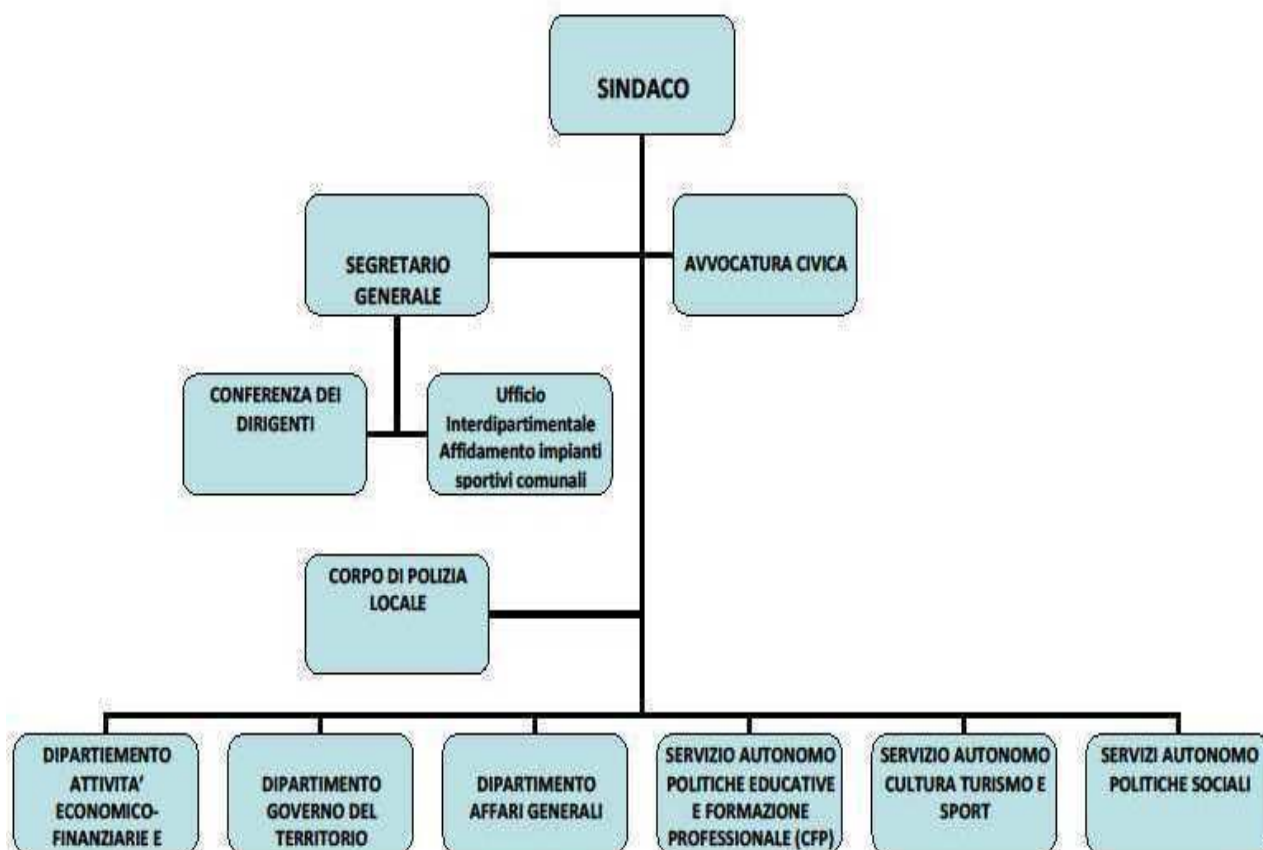 SINDACO
SEGRETARIO
GENERALE
AVVOCATURA CIVICA
CONFERENZA DEI
DIRIGENTI
Ufficio
Interdipartimentale
Affidamento impianti
sportivi comunali
CORPO DI POLIZIA
LOCALE
DIPARTIEMENTO
ATTIVITA’
ECONOMICO-
FINANZIARIE E
DIPARTIMENTO
GOVERNO DEL
TERRITORIO
DIPARTIMENTO
AFFARI GENERALI
SERVIZIO AUTONOMO
POLITICHE EDUCATIVE
E FORMAZIONE
PROFESSIONALE (CFP)
SERVIZIO AUTONOMO
CULTURA TURISMO E
SPORT
SERVIZI AUTONOMO
POLITICHE SOCIALI